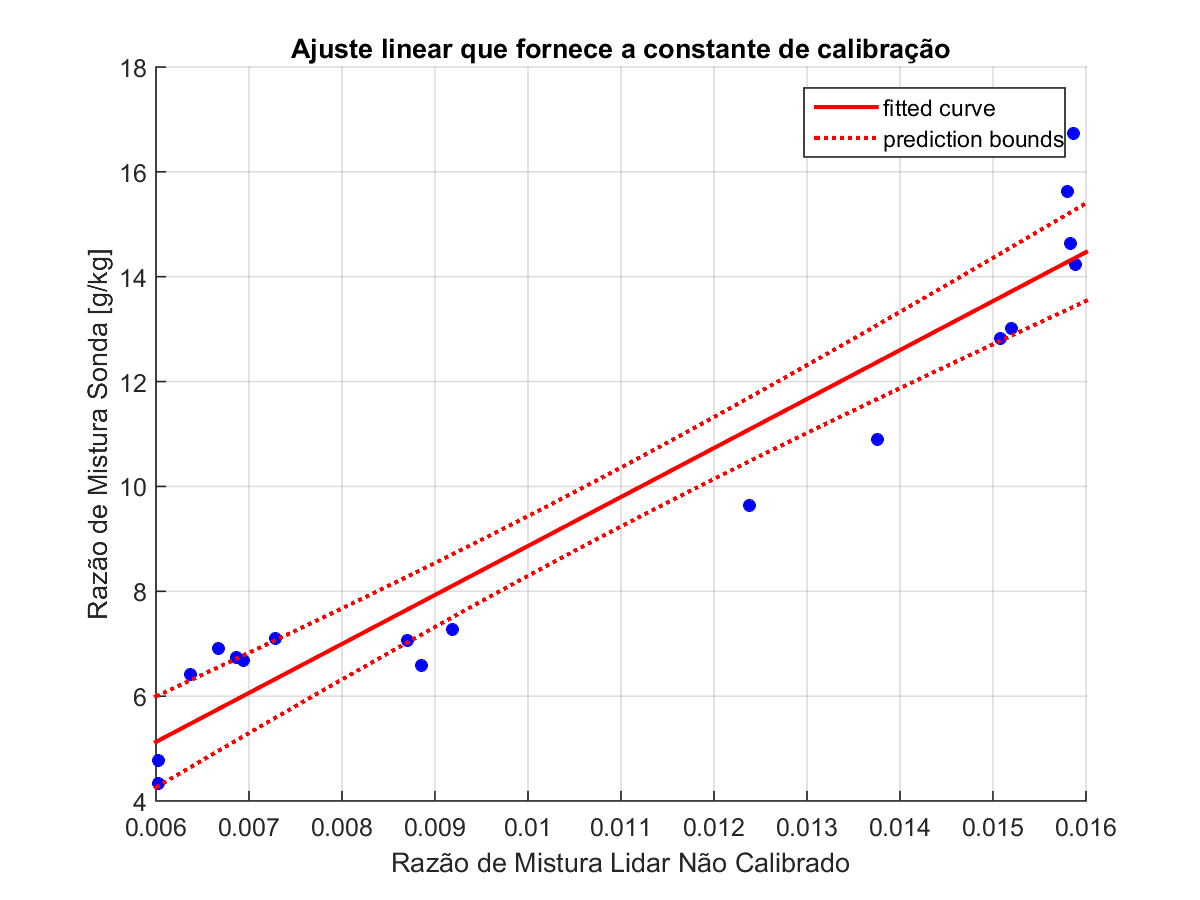 Ajuste linear que fornece a constante de calibração
fitted curve
prediction bounds
18
16
14
12
10
8
6
4
Razão de Mistura Sonda [g/kg]
0.006 0.007 0.008 0.009 0.01 0.011 0.012 0.013 0.014 0.015 0.016
Razão de Mistura Lidar Não Calibrado